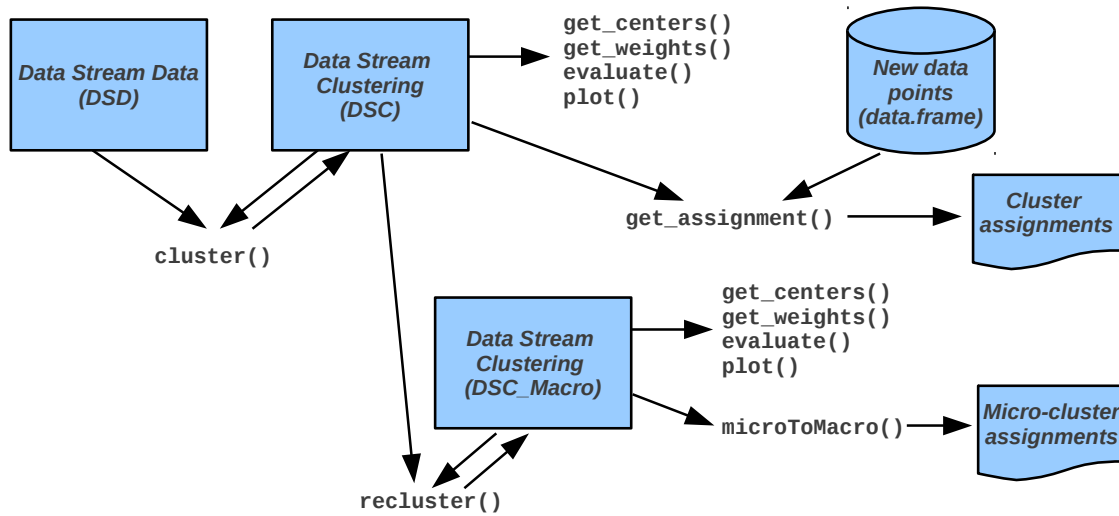 Data Stream Data
(DSD)
Data Stream
Clustering
(DSC)
get_centers()
get_weights()
evaluate()
plot()
New data
points
(data.frame)
cluster()
get_assignment()
Cluster
assignments
Data Stream
Clustering
(DSC_Macro)
get_centers()
get_weights()
evaluate()
plot()
microToMacro()
Micro-cluster
assignments
recluster()